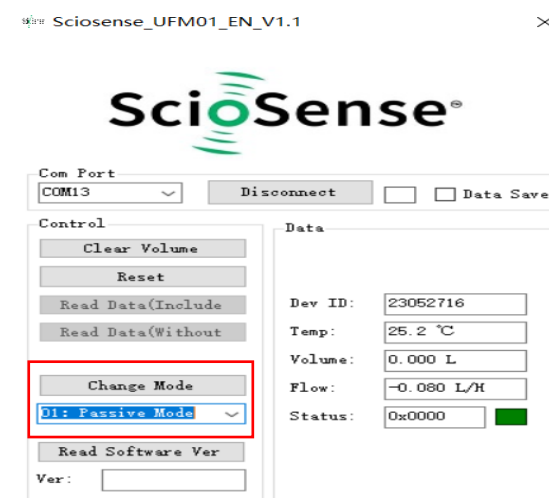 Sciosense_UFM01_EN_V1.1
ScioSense®
Com Port
COM13
Disconnect
Data Save
Control
Data
Clear Volume
Reset
Read Data(Include
Dev ID: 23052716
Read Data(Without
Temp: 25.2 ℃
Volume: 0.000 L
Change Mode
Flow: -0.080 L/H
01: Passive Mode
Status: 0x0000
Read Software Ver
Ver: